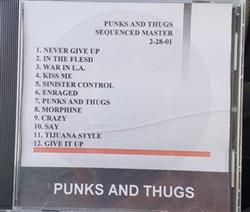 PUNKS AND THUGS
SEQUENCED MASTER
2-28-01
1. NEVER GIVE UP
2. IN THE FLESH
3. WAR IN L.A.
4. KISS ME
5. SINISTER CONTROL
6. ENRAGED
7. PUNKS AND THUGS
8. MORPHINE
9. CRAZY
10. SAY
11. TIJUANA STYLE
12. GIVE IT UP
PUNKS AND THUGS